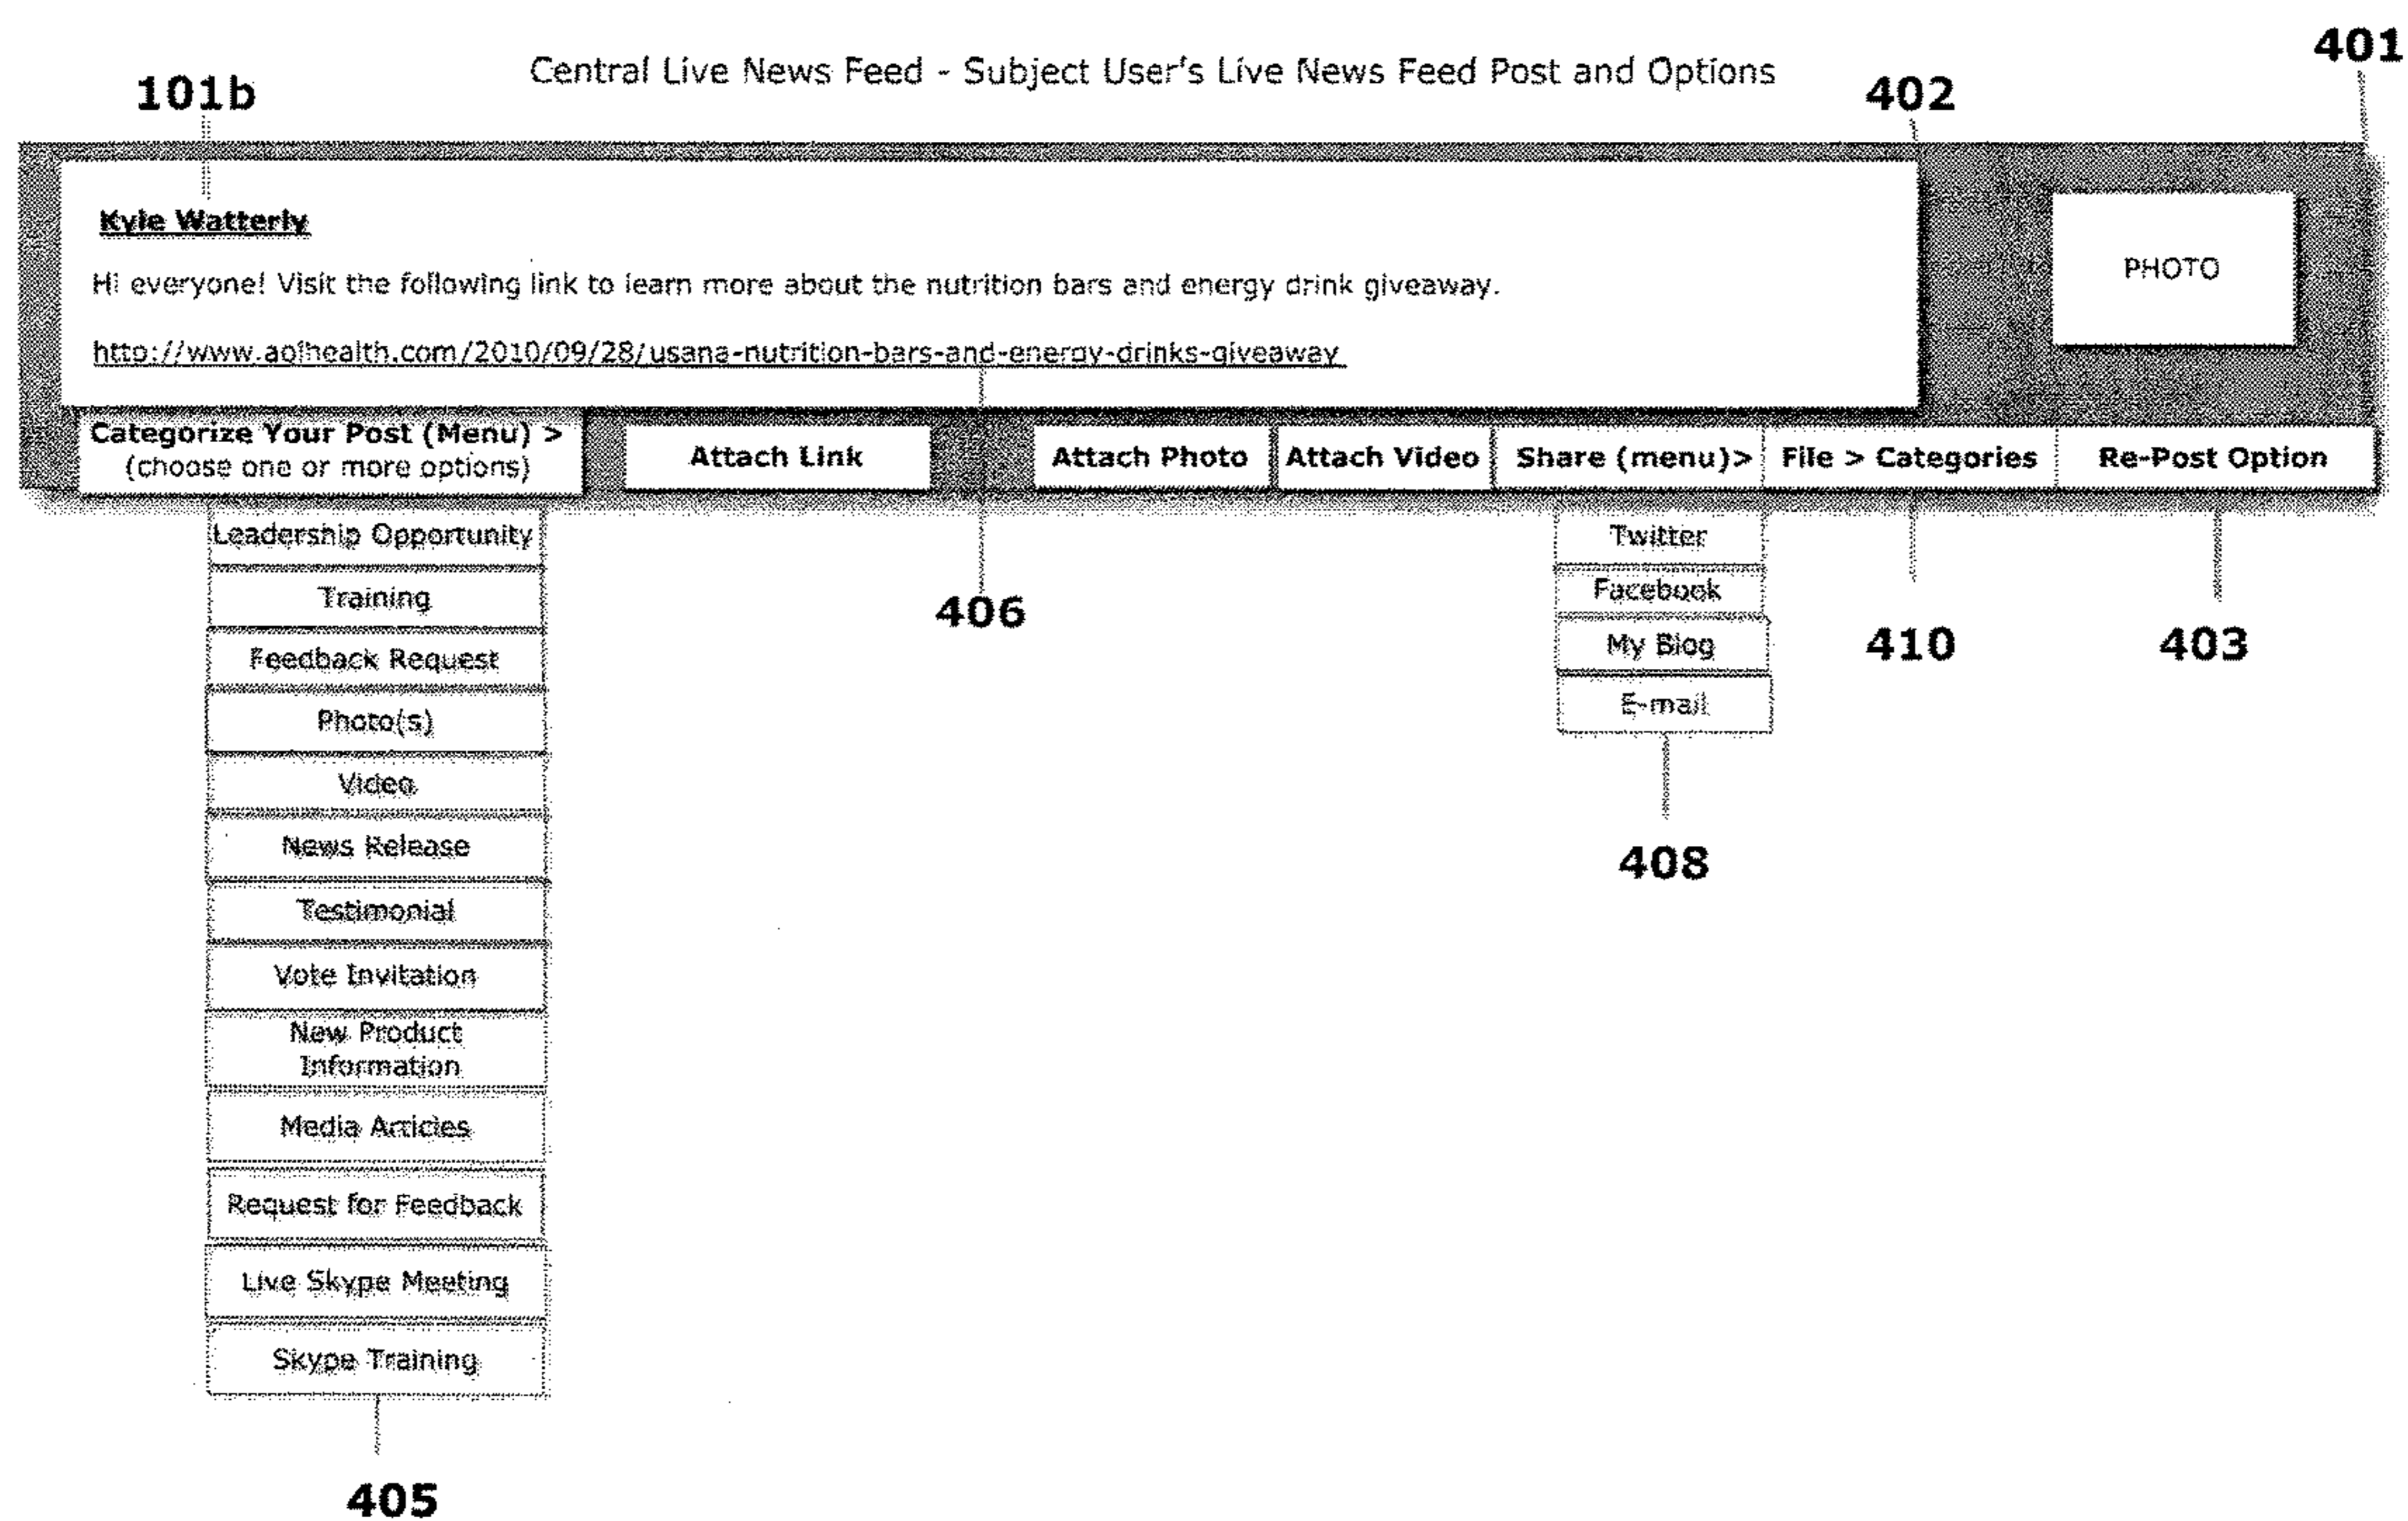 Central Live News Feed - Subject User's Live News Feed Post and Options
401
101b
402
Kyle Watterly
Hi everyone! Visit the following link to learn more about the nutrition bars and energy drink giveaway.
http://www.aolhealth.com/2010/09/28/usana-nutrition-bars-and-energy-drinks-giveaway
PHOTO
Categorize Your Post (Menu) >
(choose one or more options)
Attach Link
Attach Photo
Attach Video
Share (menu)>
File > Categories
Re-Post Option
Leadership Opportunity
Training
Feedback Request
Photo(s)
Video
News Release
Testimonial
Vote Invitation
New Product
Information
Media Articles
Request for Feedback
Live Skype Meeting
Skype Training
405
406
Twitter
Facebook
My Blog
E-mail
408
410
403